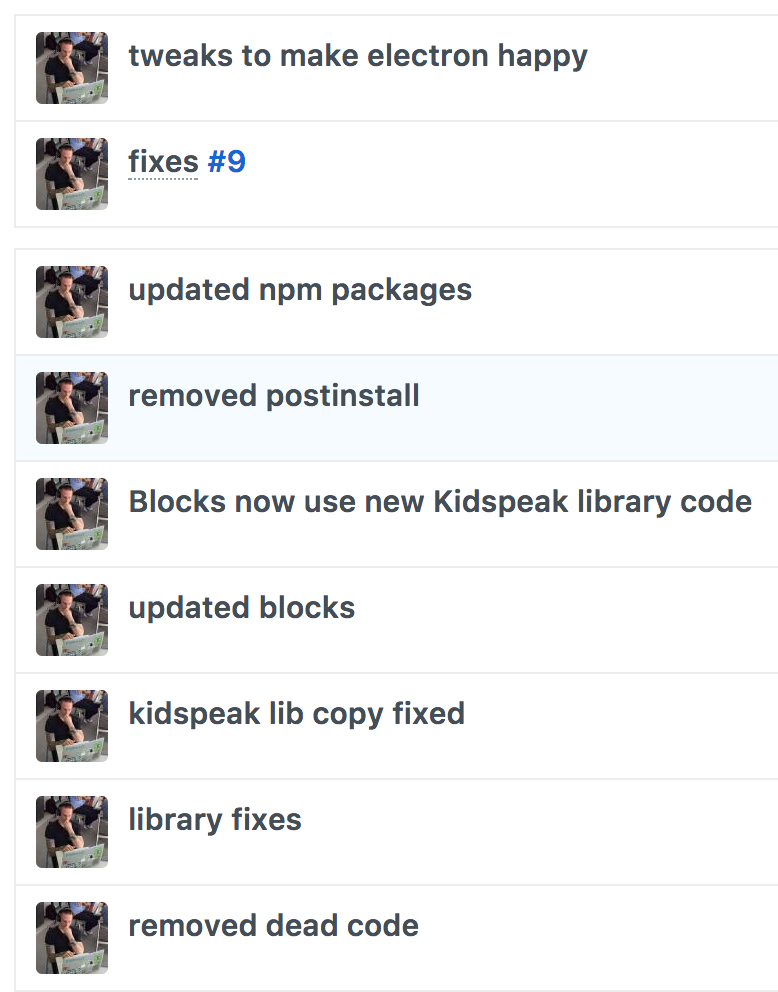 tweaks to make electron happy
fixes #9
updated npm packages
removed postinstall
Blocks now use new Kidspeak library code
updated blocks
kidspeak lib copy fixed
library fixes
removed dead code